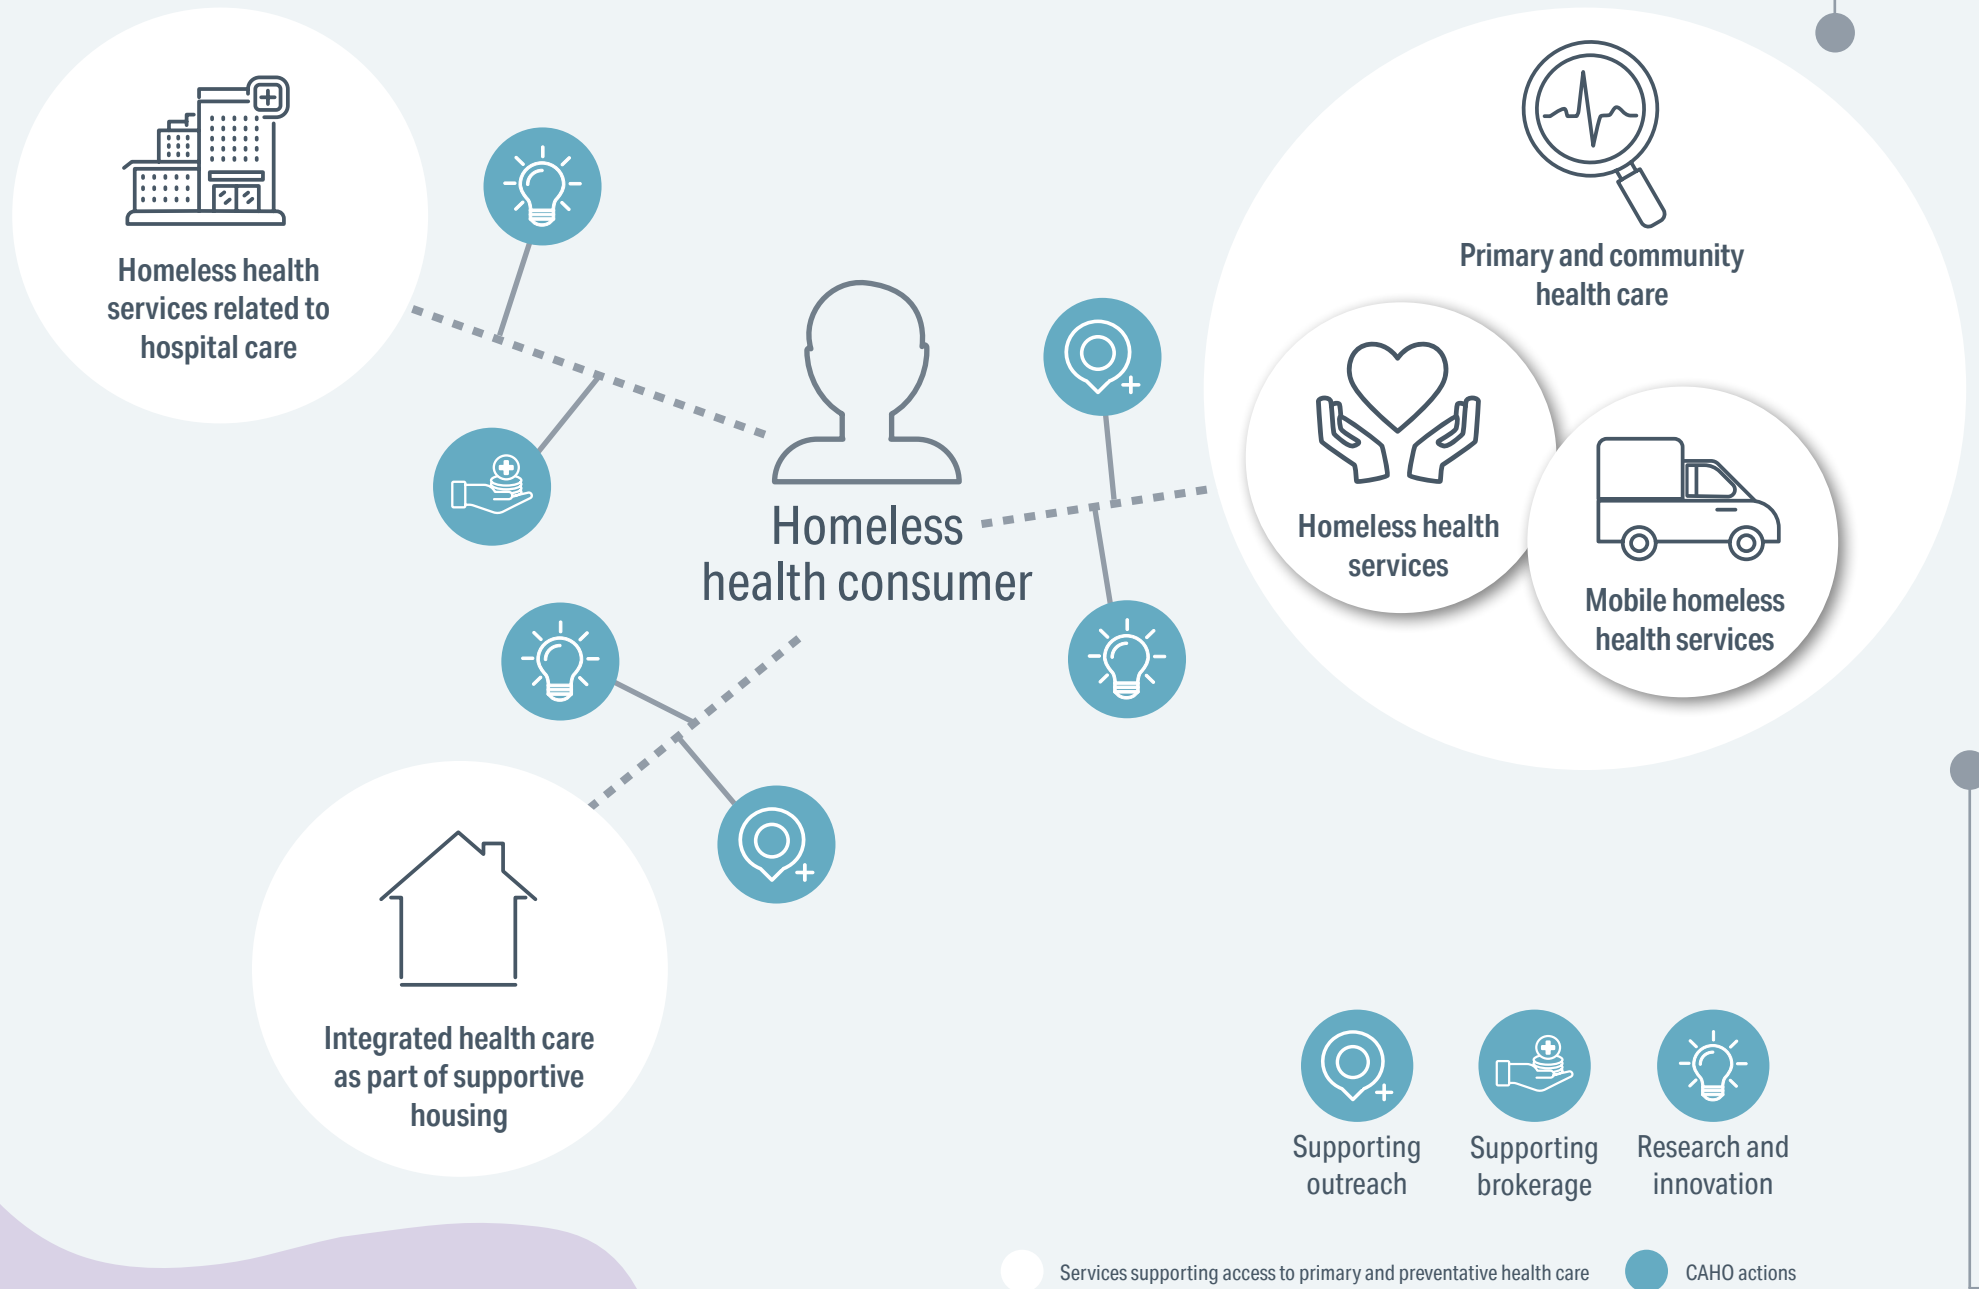 Homeless health
services related to
hospital care
Primary and community
health care
Homeless health
services
Mobile homeless
health services
Homeless
health consumer
Integrated health care
as part of supportive
housing
Supporting
outreach
Supporting
brokerage
Research and
innovation
Services supporting access to primary and preventative health care
CAHO actions